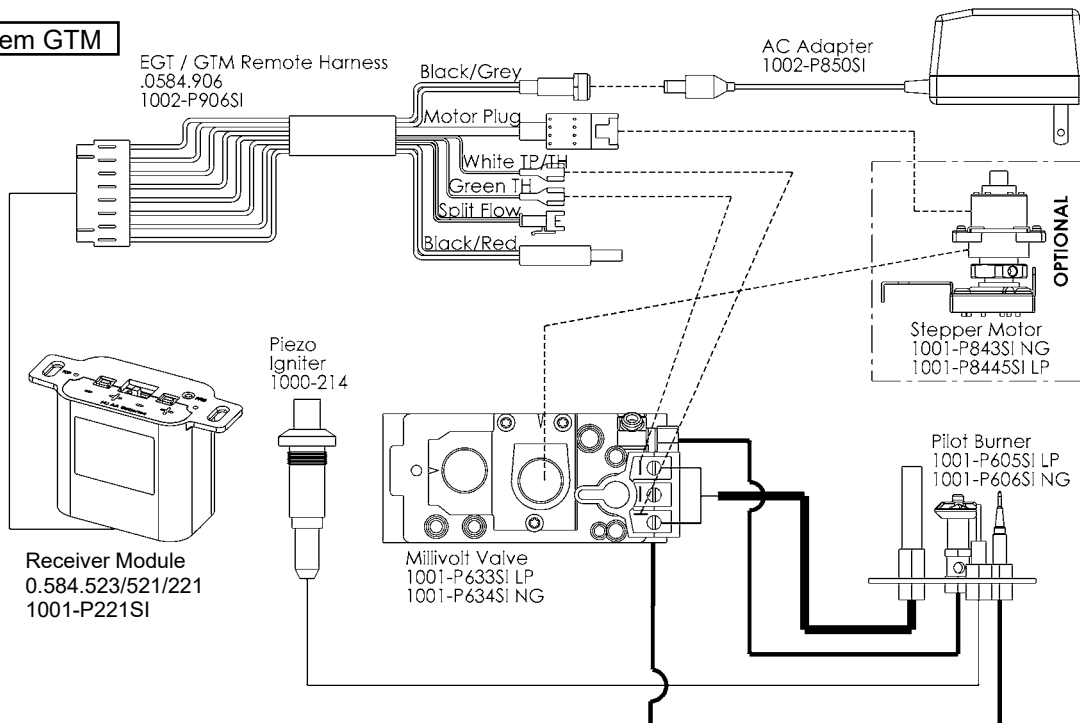 em GTM
EGT / GTM Remote Harness
.0584.906
1002-P906SI
Black/Grey
AC Adapter
1002-P850SI
Motor Plug
White TP/TH
Green TH
Split Flow
Black/Red
OPTIONAL
Stepper Motor
1001-P843SI NG
1001-P8445SI LP
Piezo
Igniter
1000-214
Pilot Burner
1001-P605SI LP
1001-P606SI NG
Receiver Module
0.584.523/521/221
1001-P221SI
Millivolt Valve
1001-P633SI LP
1001-P634SI NG